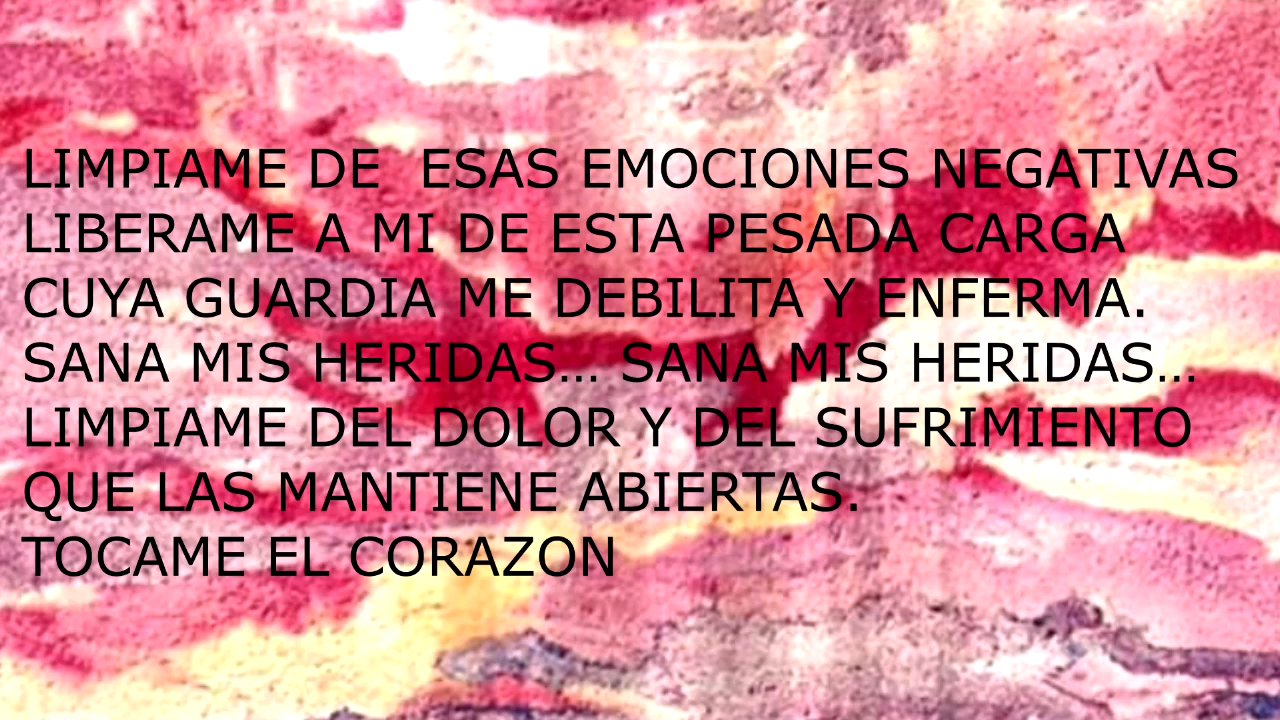 LIMPIAME DE  ESAS EMOCIONES NEGATIVAS
LIBERAME A MI DE ESTA PESADA CARGA
CUYA GUARDIA ME DEBILITA Y ENFERMA.
SANA MIS HERIDAS... SANA MIS HERIDAS...
LIMPIAME DEL DOLOR Y DEL SUFRIMIENTO
QUE LAS MANTIENE ABIERTAS.
TOCAME EL CORAZON